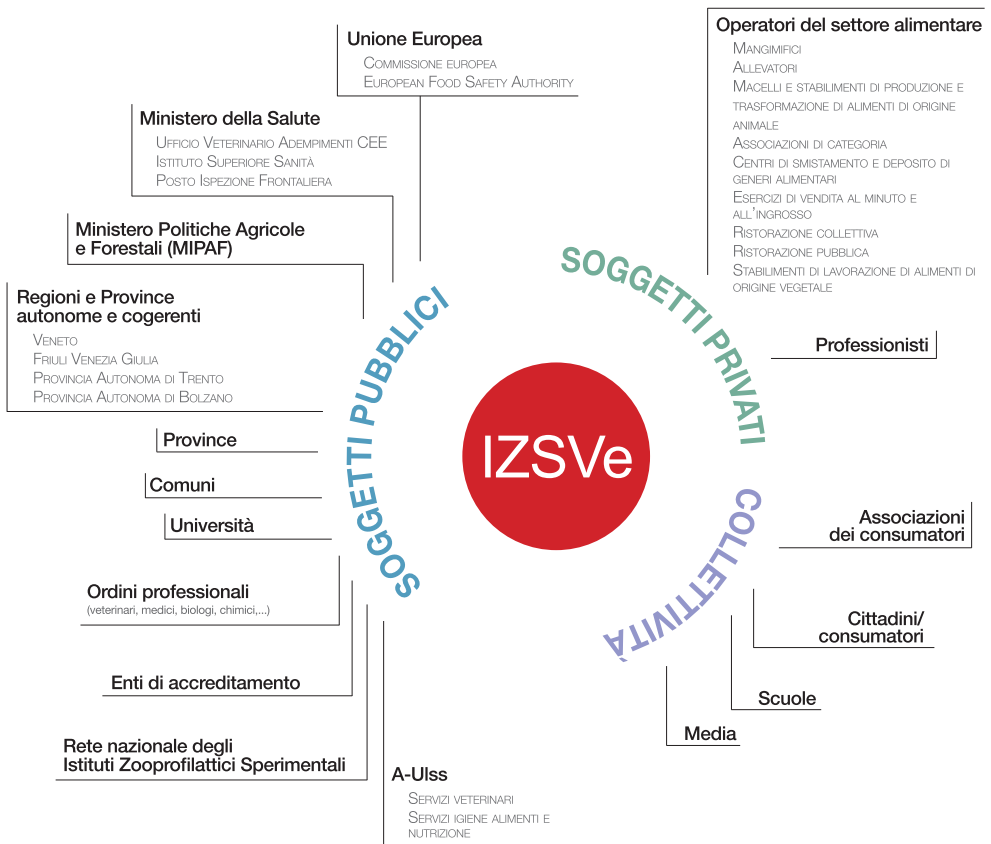 Unione Europea
Commissione europea
European Food Safety Authority
Ministero della Salute
Ufficio Veterinario Adempimenti CEE
Istituto Superiore Sanità
Posto Ispezione Frontaliera
Ministero Politiche Agricole
e Forestali (MIPAF)
Regioni e Province
autonome e cogerenti
Veneto
Friuli Venezia Giulia
Provincia Autonoma di Trento
Provincia Autonoma di Bolzano
Province
Comuni
Università
Ordini professionali
(veterinari, medici, biologi, chimici,...)
Enti di accreditamento
Rete nazionale degli
Istituti Zooprofilattici Sperimentali
A-Ulss
Servizi veterinari
Servizi igiene alimenti e
nutrizione
SOGGETTI PUBBLICI
IZSVe
SOGGETTI PRIVATI
Operatori del settore alimentare
Mangimifici
Allevatori
Macelli e stabilimenti di produzione e
trasformazione di alimenti di origine
animale
Associazioni di categoria
Centri di smistamento e deposito di
generi alimentari
Esercizi di vendita al minuto e
all'ingrosso
Ristorazione collettiva
Ristorazione pubblica
Stabilimenti di lavorazione di alimenti di
origine vegetale
Professionisti
COLLETTIVITÀ
Associazioni
dei consumatori
Cittadini/
consumatori
Scuole
Media